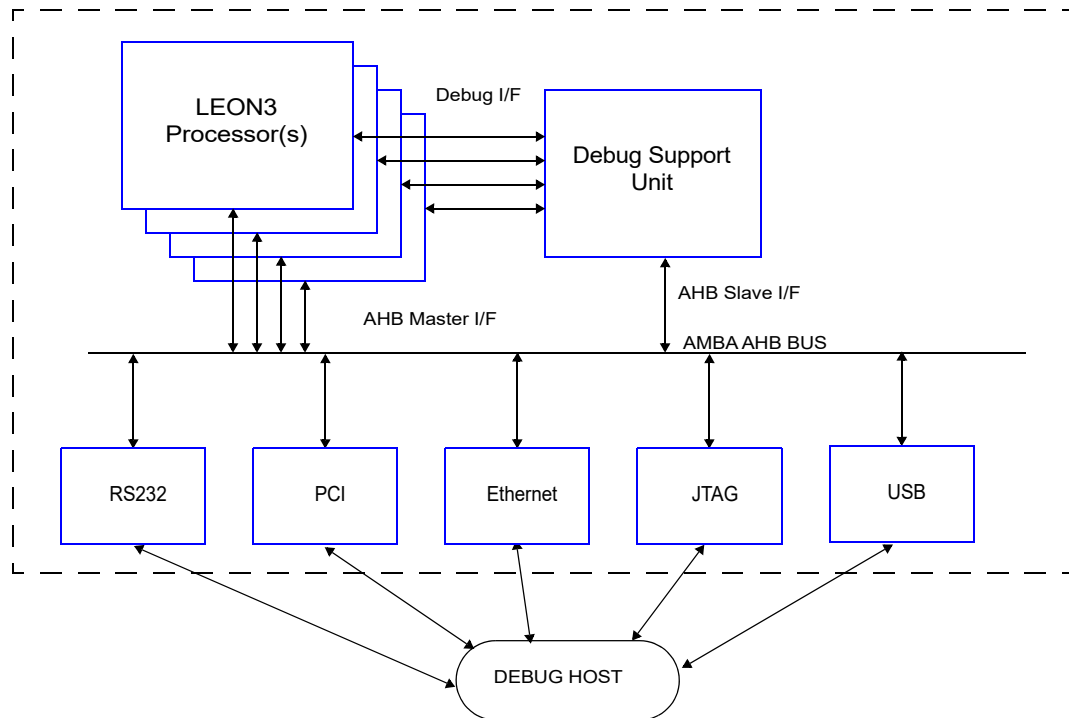 LEON3
Processor(s)
Debug I/F
Debug Support
Unit
AHB Slave I/F
AHB Master I/F
AMBA AHB BUS
RS232
PCI
Ethernet
JTAG
USB
DEBUG HOST